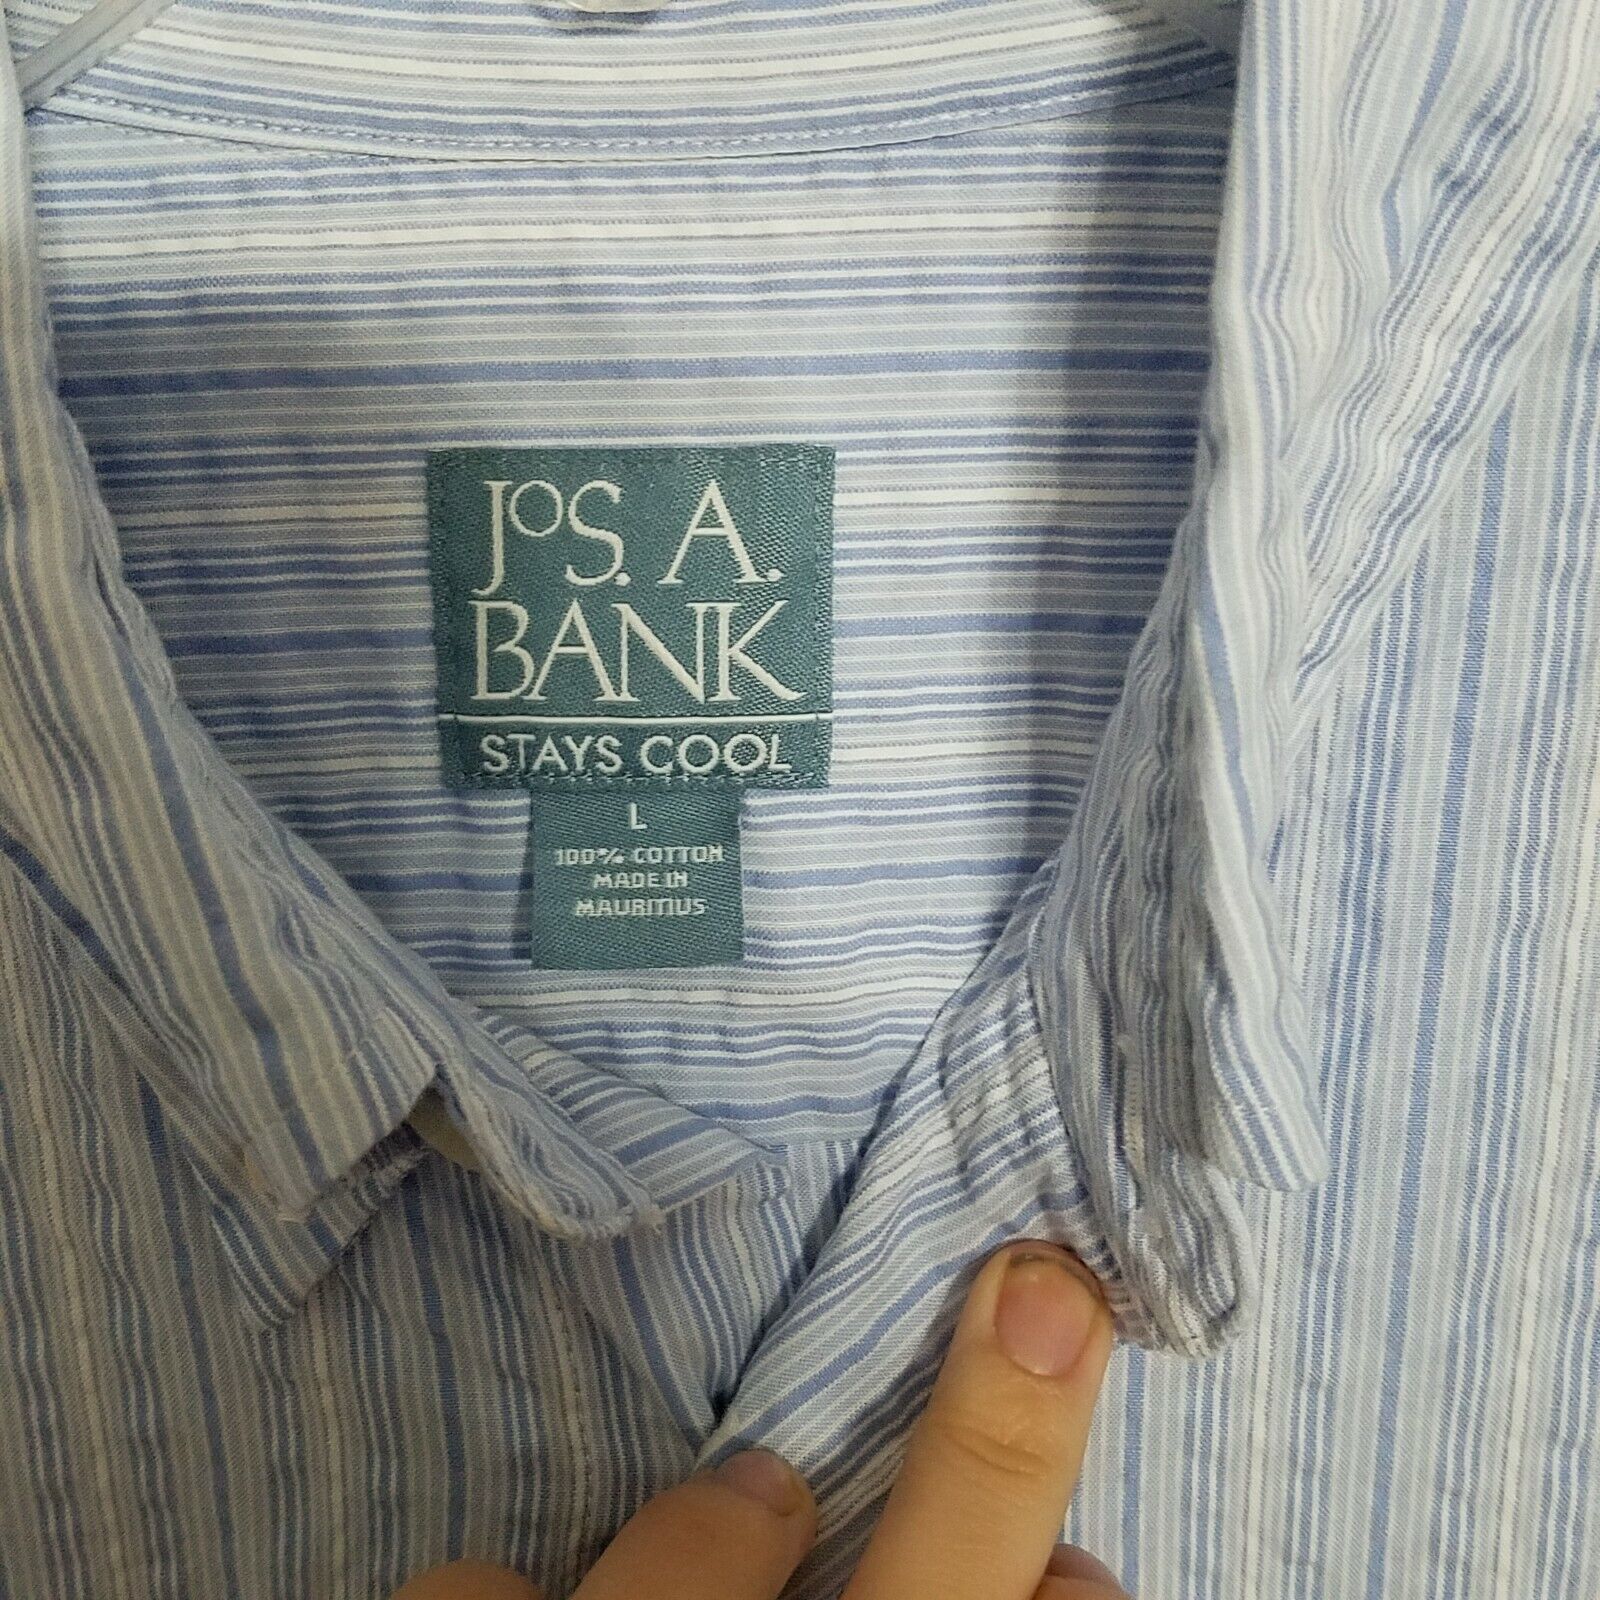 JOS. A.
BANK
STAYS COOL
L
100% COTTON
MADE IN
MAURITIUS